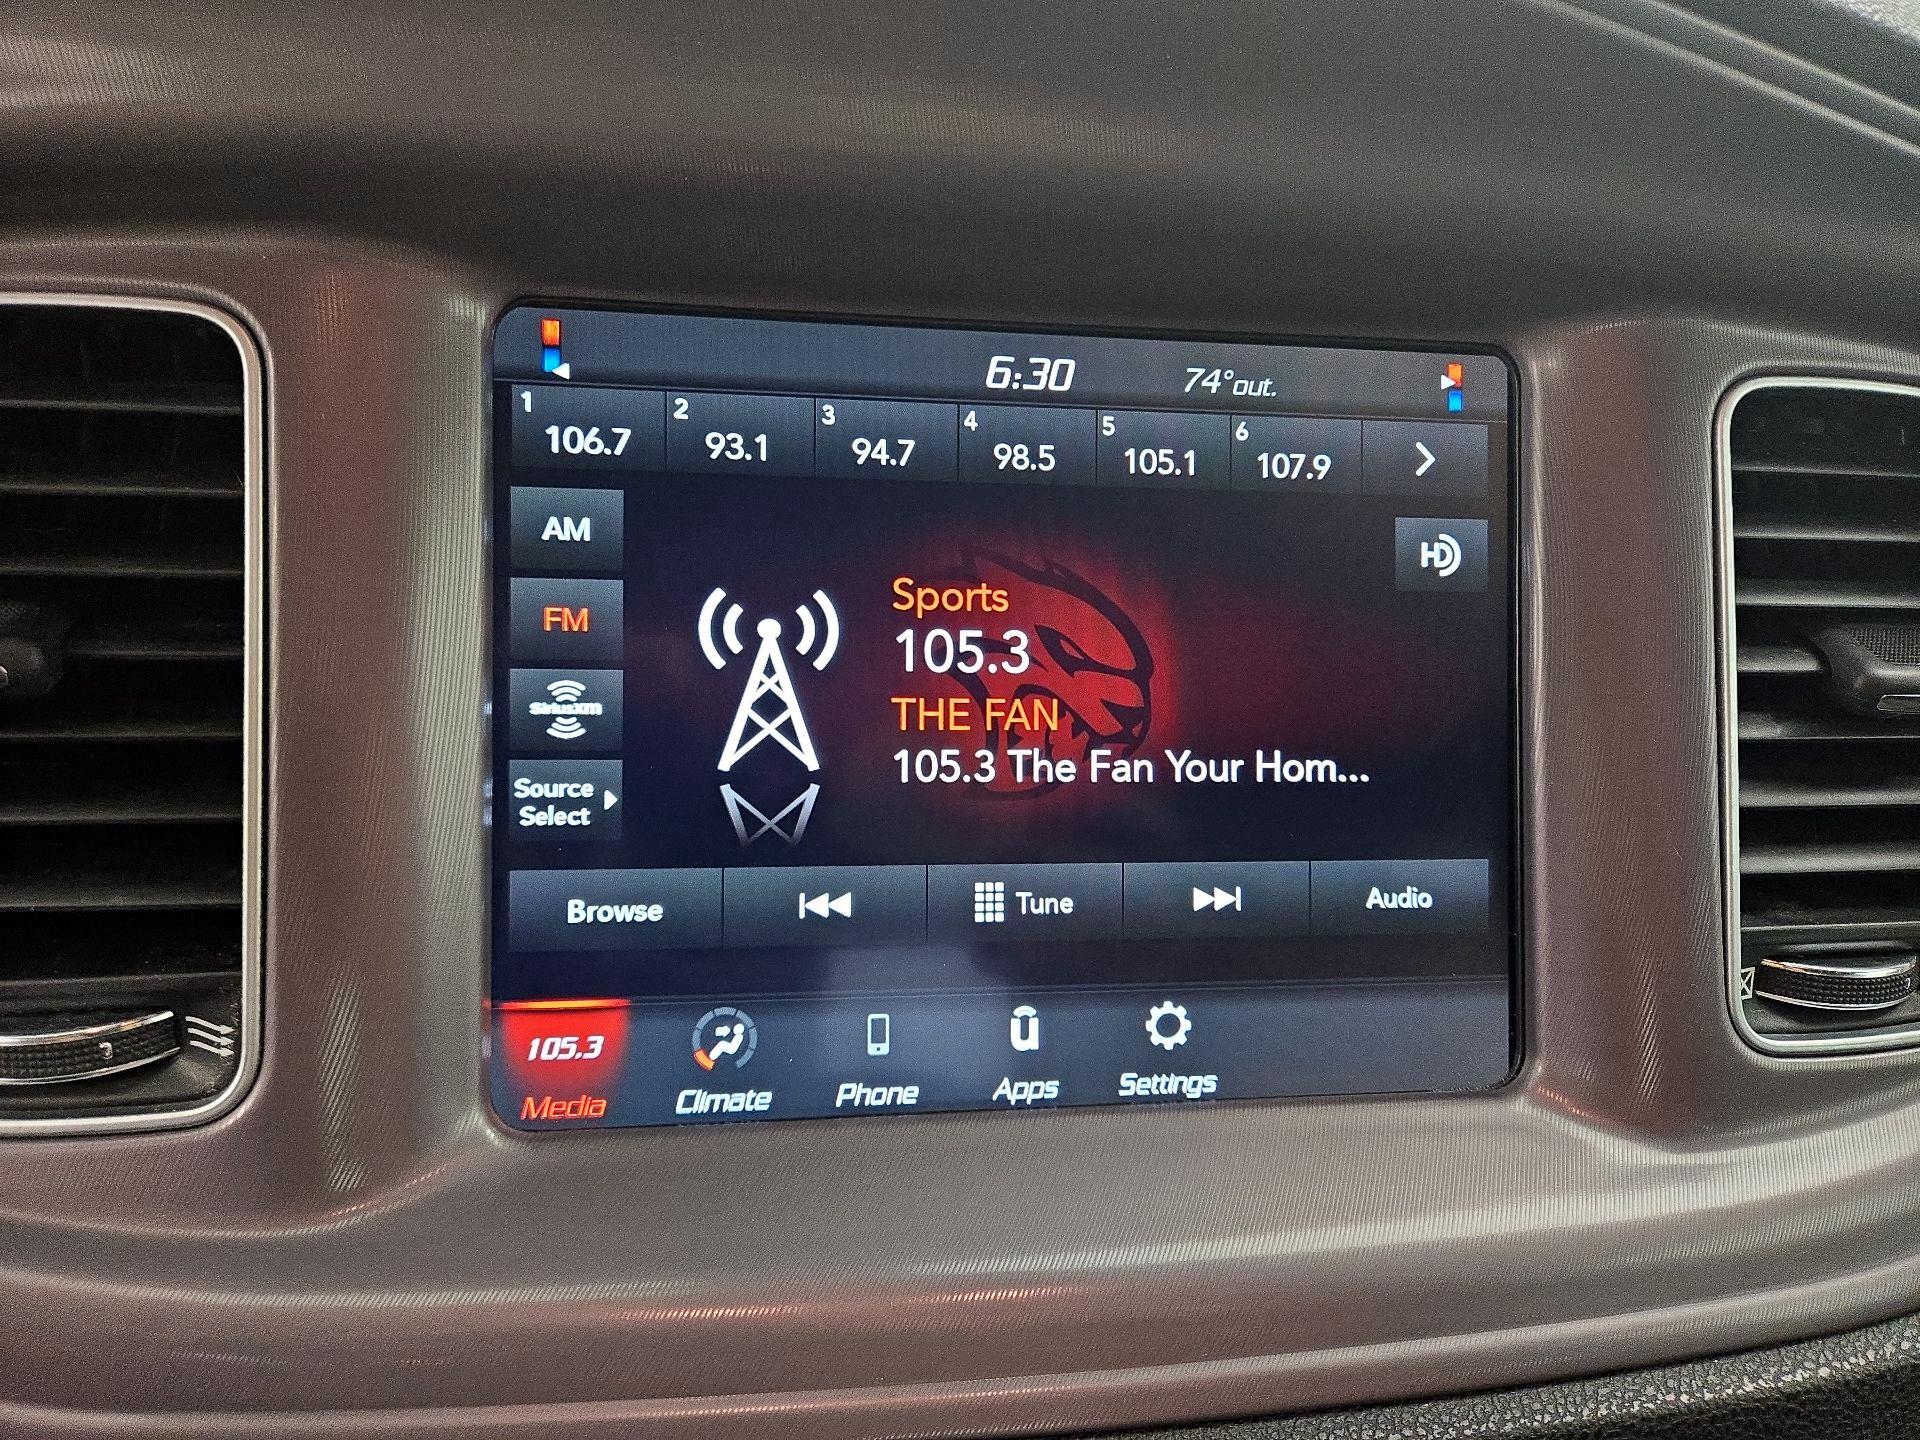 6:30 74° out.
1 2 3 4 5 6
106.7 93.1 94.7 98.5 105.1 107.9
AM
HD
FM
SiriusXM
Source
Select
Sports
105.3
THE FAN
105.3 The Fan Your Hom...
Browse Tune Audio
105.3 u
Media Climate Phone Apps Settings